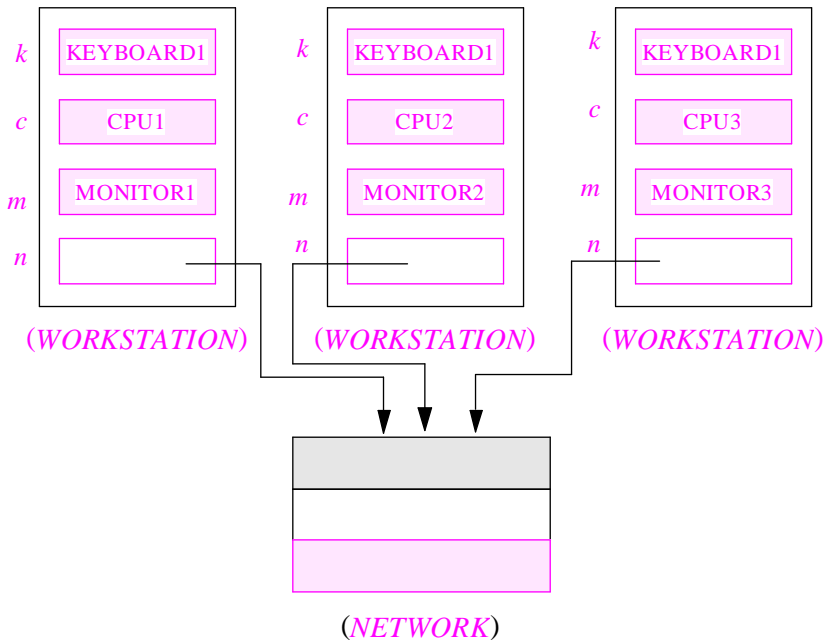 k KEYBOARD1
c CPU1
m MONITOR1
n
(WORKSTATION)
k KEYBOARD1
c CPU2
m MONITOR2
n
(WORKSTATION)
k KEYBOARD1
c CPU3
m MONITOR3
n
(WORKSTATION)
(NETWORK)